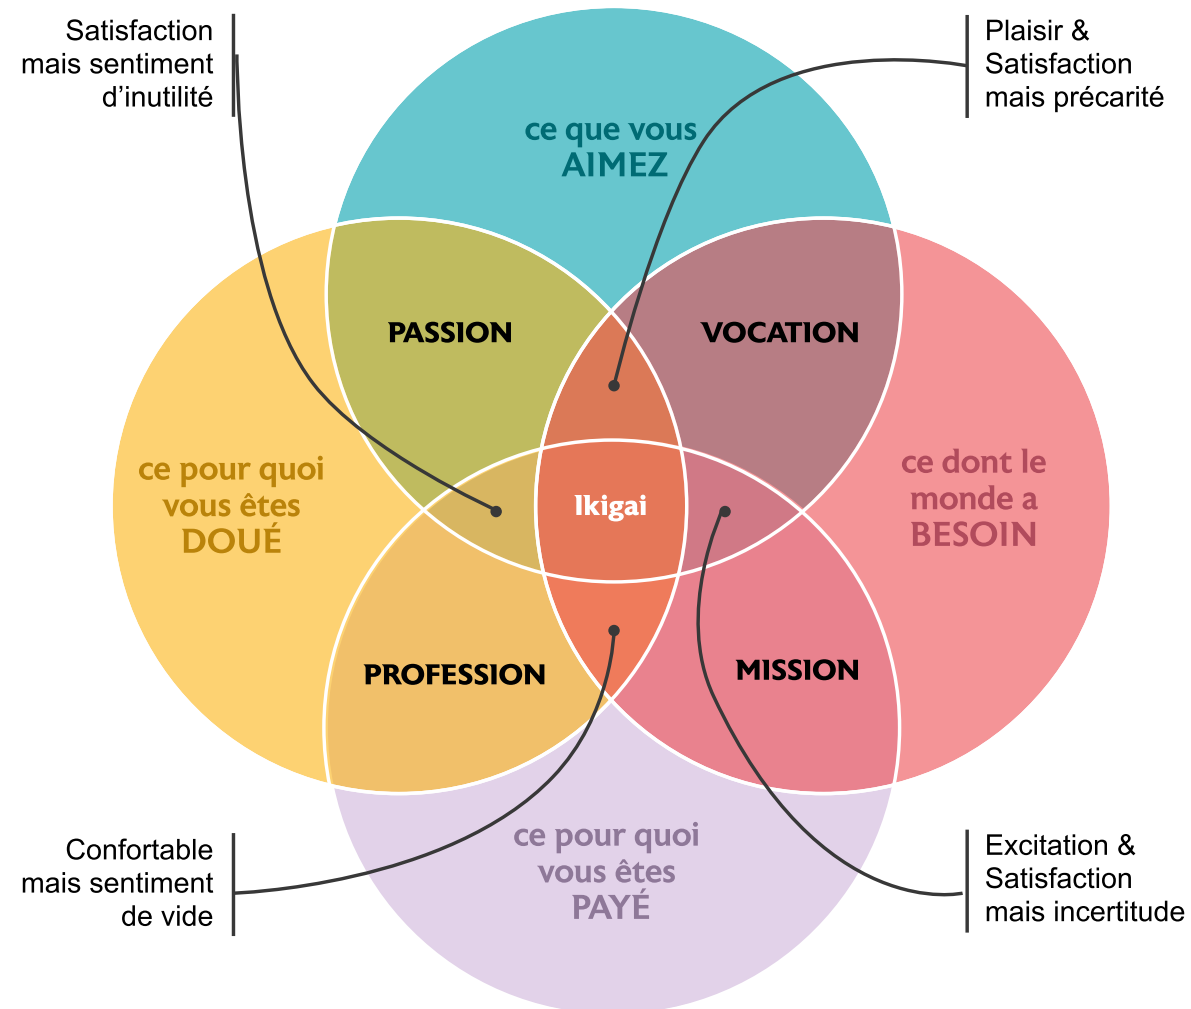 Satisfaction
mais sentiment
d’inutilité
Plaisir &
Satisfaction
mais précarité
ce que vous
AIMEZ
PASSION
VOCATION
ce pour quoi
vous êtes
DOUÉ
Ikigai
ce dont le
monde a
BESOIN
PROFESSION
MISSION
ce pour quoi
vous êtes
PAYÉ
Confortable
mais sentiment
de vide
Excitation &
Satisfaction
mais incertitude